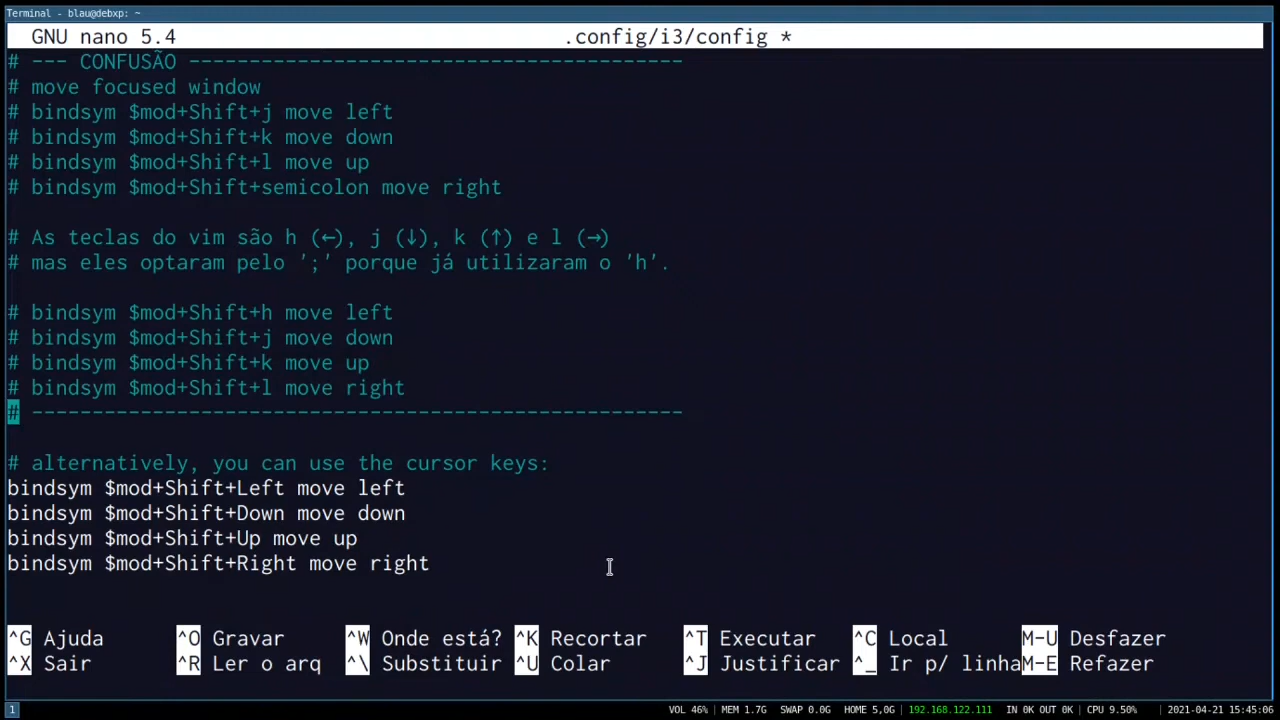 Terminal - blau@debxp: ~
GNU nano 5.4 .config/i3/config *
# --- CONFUSÃO -----------------------------------------
# move focused window
# bindsym $mod+Shift+j move left
# bindsym $mod+Shift+k move down
# bindsym $mod+Shift+l move up
# bindsym $mod+Shift+semicolon move right
# As teclas do vim são h (←), j (↓), k (↑) e l (→)
# mas eles optaram pelo ';' porque já utilizaram o 'h'.
# bindsym $mod+Shift+h move left
# bindsym $mod+Shift+j move down
# bindsym $mod+Shift+k move up
# bindsym $mod+Shift+l move right
# ------------------------------------------------------
# alternatively, you can use the cursor keys:
bindsym $mod+Shift+Left move left
bindsym $mod+Shift+Down move down
bindsym $mod+Shift+Up move up
bindsym $mod+Shift+Right move right
^G Ajuda ^O Gravar ^W Onde está? ^K Recortar ^T Executar ^C Local M-U Desfazer
^X Sair ^R Ler o arq ^\ Substituir ^U Colar ^J Justificar ^_ Ir p/ linha M-E Refazer
1 VOL 46% | MEM 1.7G SWAP 0.0G HOME 5,0G | 192.168.122.111 IN 0K OUT 0K | CPU 9.50% | 2021-04-21 15:45:06